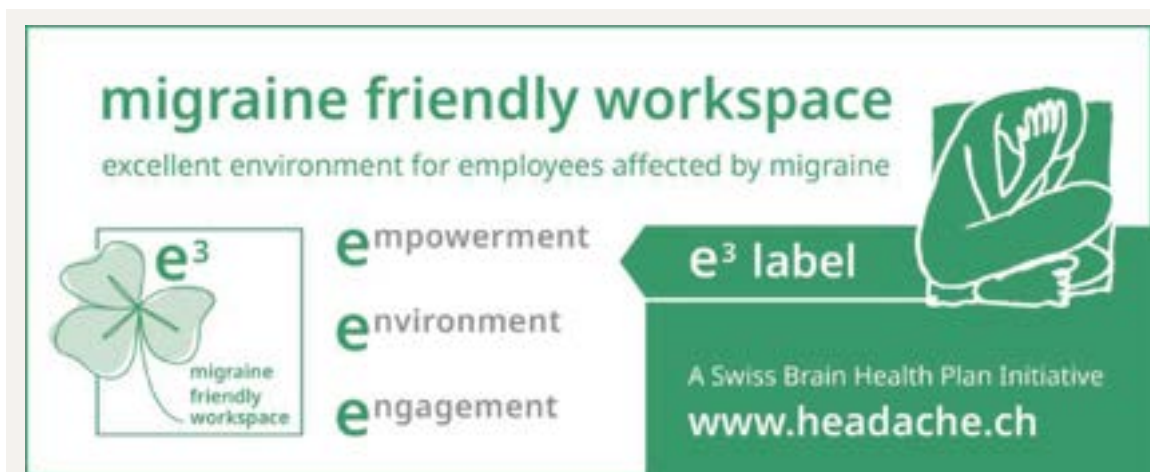 migraine friendly workspace
excellent environment for employees affected by migraine
e³
migraine
friendly
workspace
empowerment
environment
engagement
e³ label
A Swiss Brain Health Plan Initiative
www.headache.ch